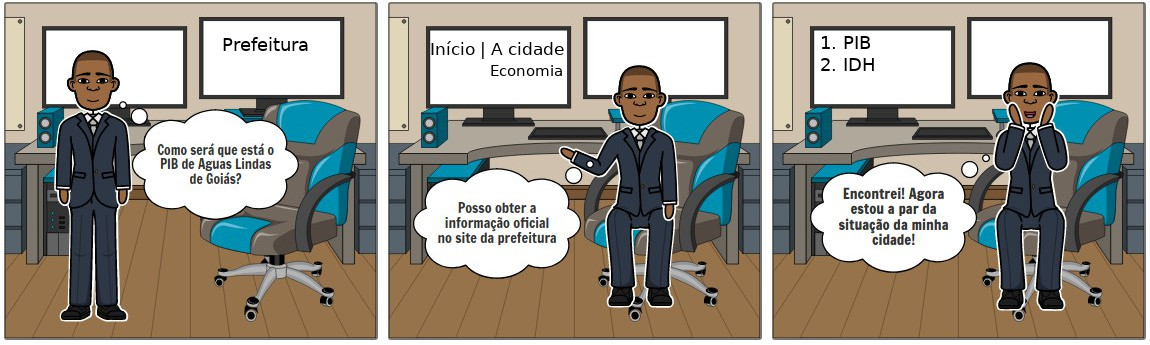 Prefeitura
Como será que está o
PIB de Aguas Lindas
de Goiás?
Início | A cidade
Economia
Posso obter a
informação oficial
no site da prefeitura
1. PIB
2. IDH
Encontrei! Agora
estou a par da
situação da minha
cidade!